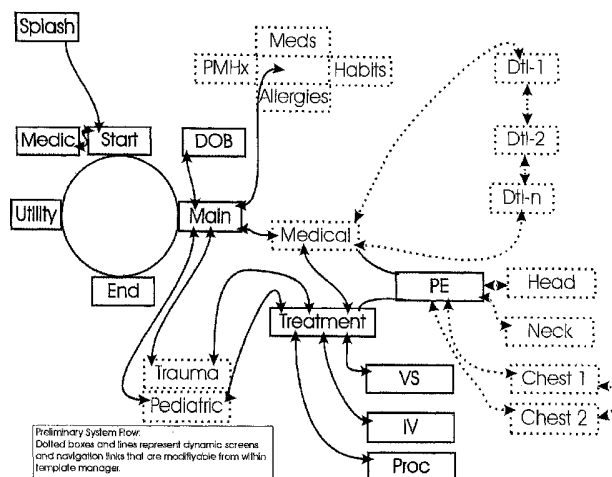 Splash
Meds
PMHx
Habits
Allergies
Dtl-1
Medic
Start
DOB
Dtl-2
Utility
Main
Dtl-n
Medical
End
PE
Head
Treatment
Neck
Trauma
VS
Chest 1
Pediatric
Chest 2
IV
Proc
Preliminary System Flow:
Dotted boxes and lines represent dynamic screens
and navigation links that are modifiyable from within
template manager.